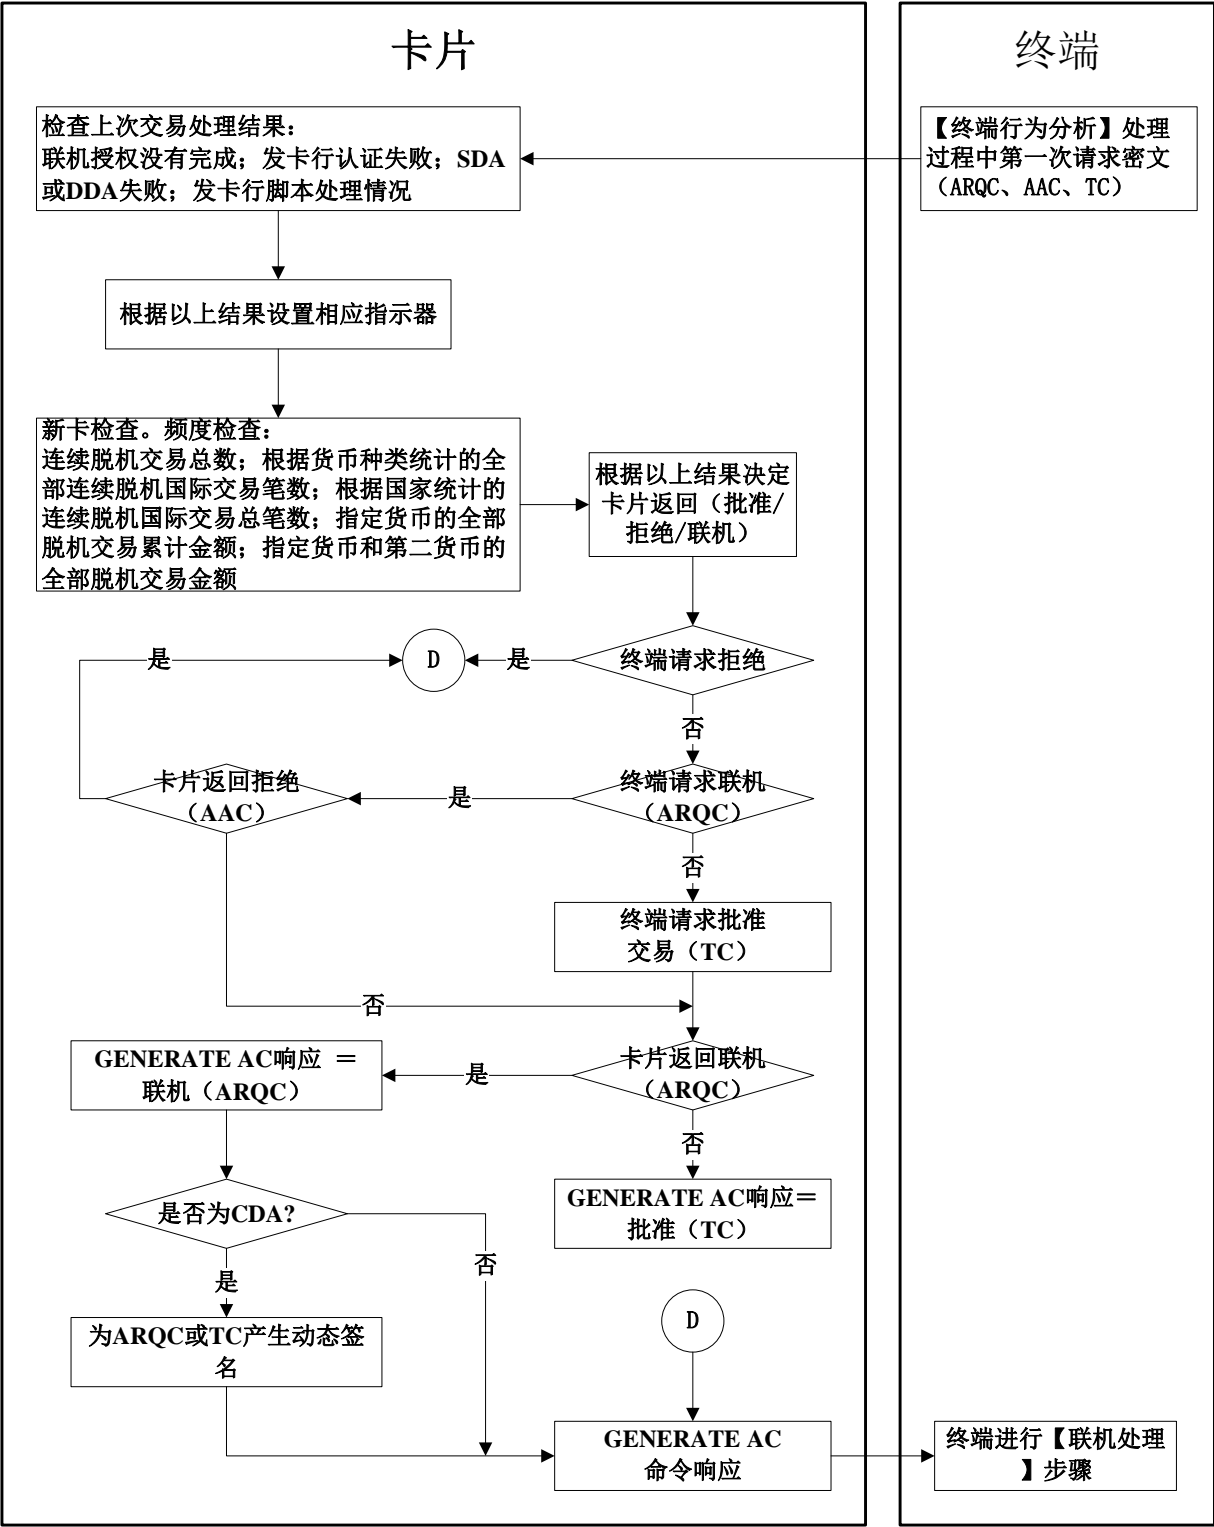 卡片
终端
检查上次交易处理结果：
联机授权没有完成；发卡行认证失败；SDA
或DDA失败；发卡行脚本处理情况
【终端行为分析】处理
过程中第一次请求密文
（ARQC、AAC、TC）
根据以上结果设置相应指示器
新卡检查。频度检查：
连续脱机交易总数；根据货币种类统计的全
部连续脱机国际交易笔数；根据国家统计的
连续脱机国际交易总笔数；指定货币的全部
脱机交易累计金额；指定货币和第二货币的
全部脱机交易金额
根据以上结果决定
卡片返回（批准/
拒绝/联机）
是
D
是
终端请求拒绝
否
卡片返回拒绝
（AAC）
是
终端请求联机
（ARQC）
否
终端请求批准
交易（TC）
否
GENERATE AC响应 ＝
联机（ARQC）
是
卡片返回联机
（ARQC）
否
是否为CDA?
GENERATE AC响应＝
批准（TC）
否
是
D
为ARQC或TC产生动态签
名
GENERATE AC
命令响应
终端进行【联机处理
】步骤